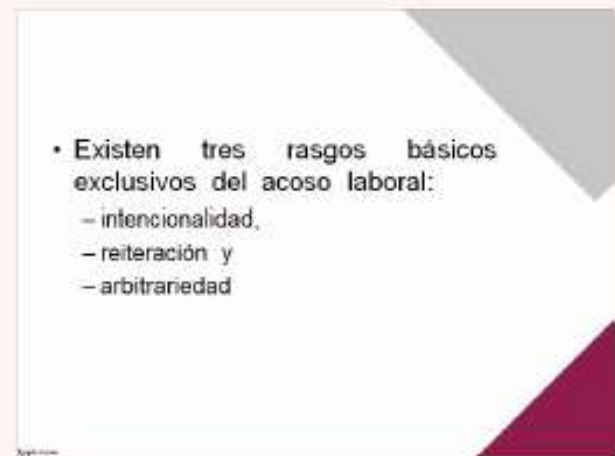 • Existen tres rasgos básicos
exclusivos del acoso laboral:
– intencionalidad,
– reiteración y
– arbitrariedad